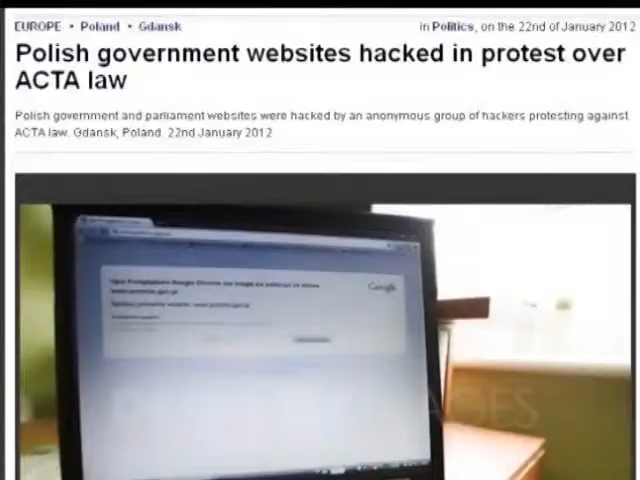 EUROPE • Poland • Gdansk
in Politics, on the 22nd of January 2012
Polish government websites hacked in protest over
ACTA law
Polish government and parliament websites were hacked by an anonymous group of hackers protesting against
ACTA law. Gdansk, Poland. 22nd January 2012
Google